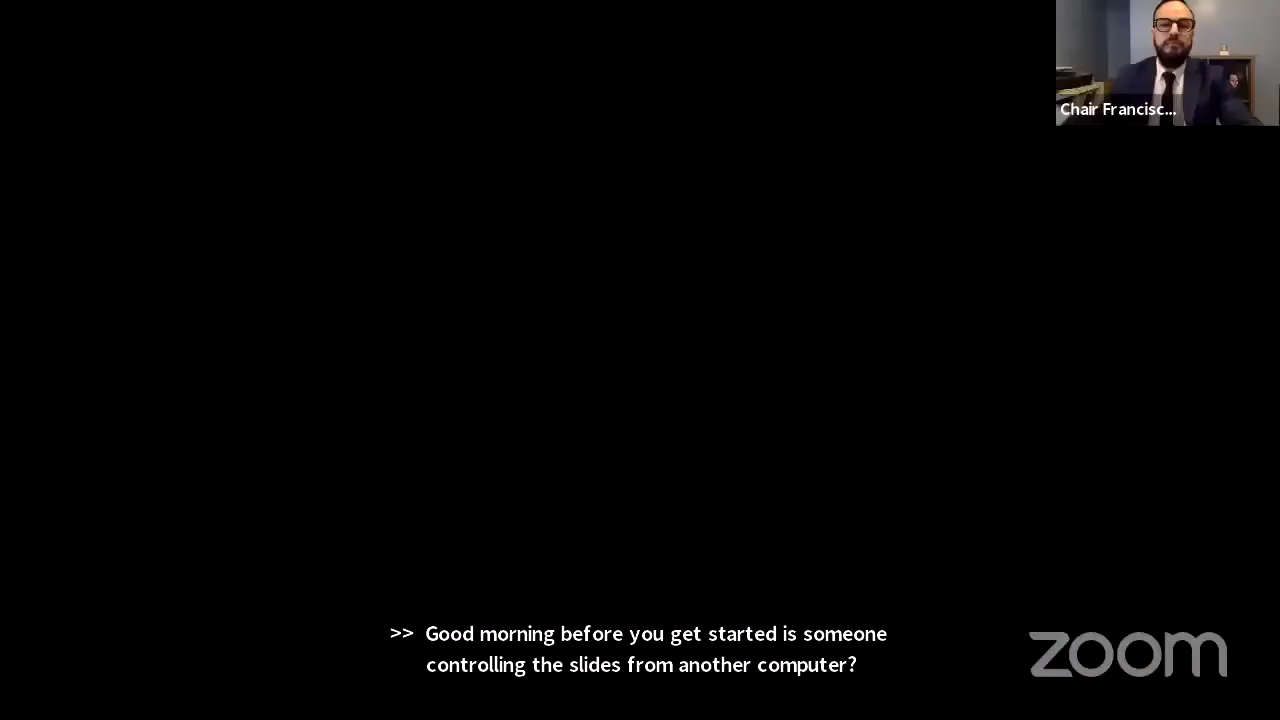 Chair Francisc...
>> Good morning before you get started is someone
controlling the slides from another computer?
zoom